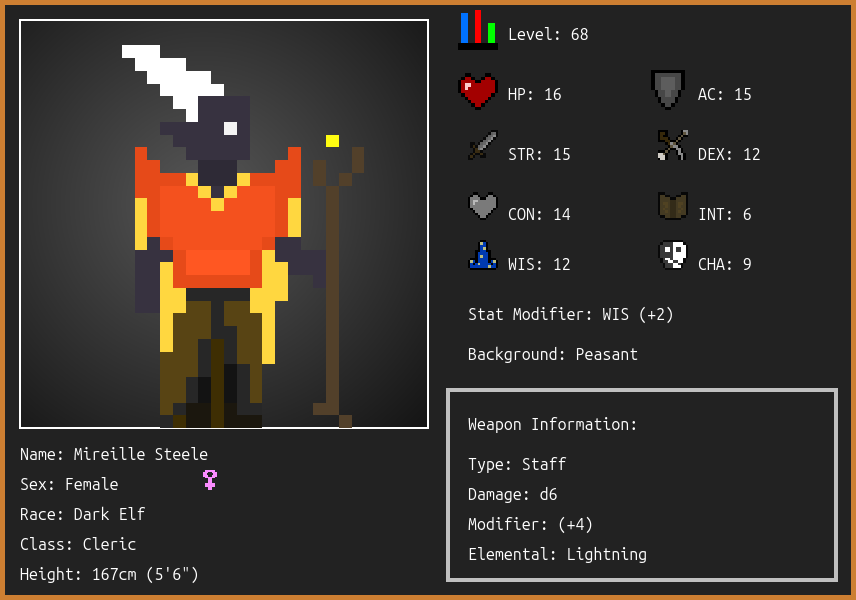 Level: 68
HP: 16
AC: 15
STR: 15
DEX: 12
CON: 14
INT: 6
WIS: 12
CHA: 9
Stat Modifier: WIS (+2)
Background: Peasant
Weapon Information:
Type: Staff
Damage: d6
Modifier: (+4)
Elemental: Lightning
Name: Mireille Steele
Sex: Female
Race: Dark Elf
Class: Cleric
Height: 167cm (5'6")